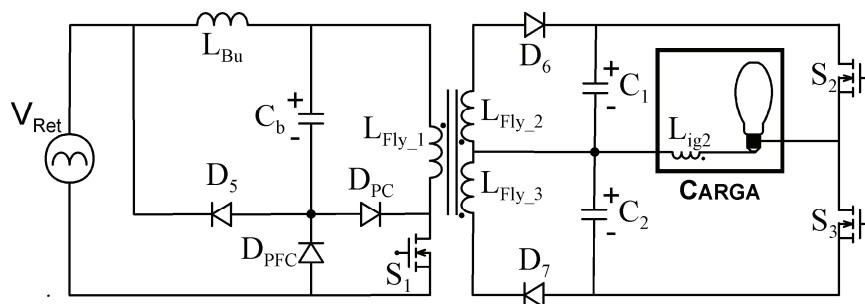 L_Bu
D_6
S_2
V_Ret
C_b
+
-
L_Fly_1
L_Fly_2
+
-
C_1
L_ig2
CARGA
D_5
D_PC
L_Fly_3
+
-
C_2
S_3
D_PFC
S_1
D_7